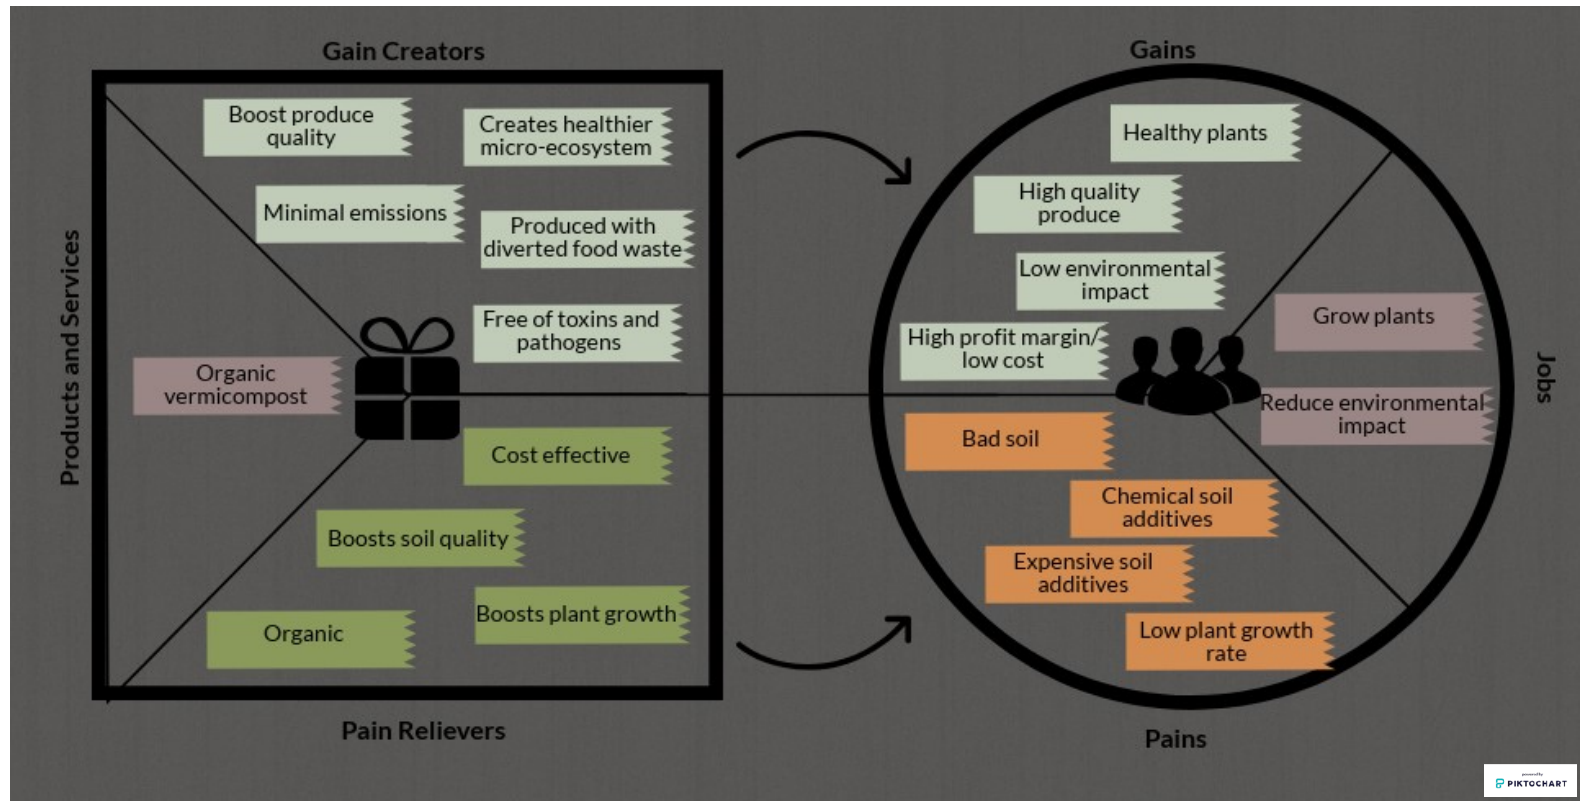 Gain Creators
Boost produce
quality
Creates healthier
micro-ecosystem
Minimal emissions
Produced with
diverted food waste
Free of toxins and
pathogens
Products and Services
Organic
vermicompost
Cost effective
Boosts soil quality
Organic
Boosts plant growth
Pain Relievers
Gains
Healthy plants
High quality
produce
Low environmental
impact
High profit margin/
low cost
Grow plants
Reduce environmental
impact
Jobs
Bad soil
Chemical soil
additives
Expensive soil
additives
Low plant growth
rate
Pains
powered by
PIKTOCHART